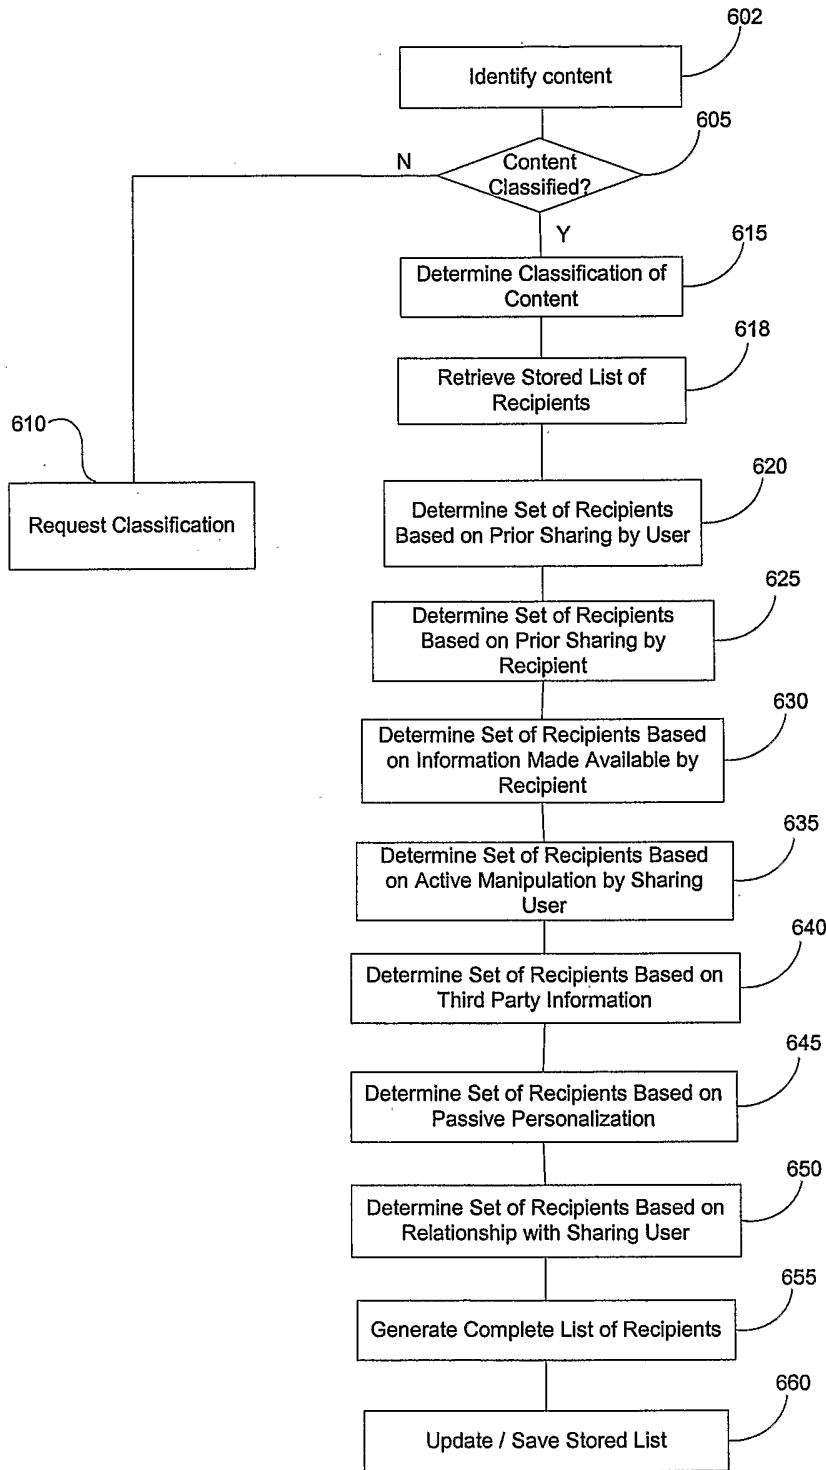 602
Identify content
605
N
Content
Classified?
Y
615
Determine Classification of
Content
618
Retrieve Stored List of
Recipients
610
Request Classification
620
Determine Set of Recipients
Based on Prior Sharing by User
625
Determine Set of Recipients
Based on Prior Sharing by
Recipient
630
Determine Set of Recipients Based
on Information Made Available by
Recipient
635
Determine Set of Recipients Based
on Active Manipulation by Sharing
User
640
Determine Set of Recipients Based on
Third Party Information
645
Determine Set of Recipients Based on
Passive Personalization
650
Determine Set of Recipients Based on
Relationship with Sharing User
655
Generate Complete List of Recipients
660
Update / Save Stored List